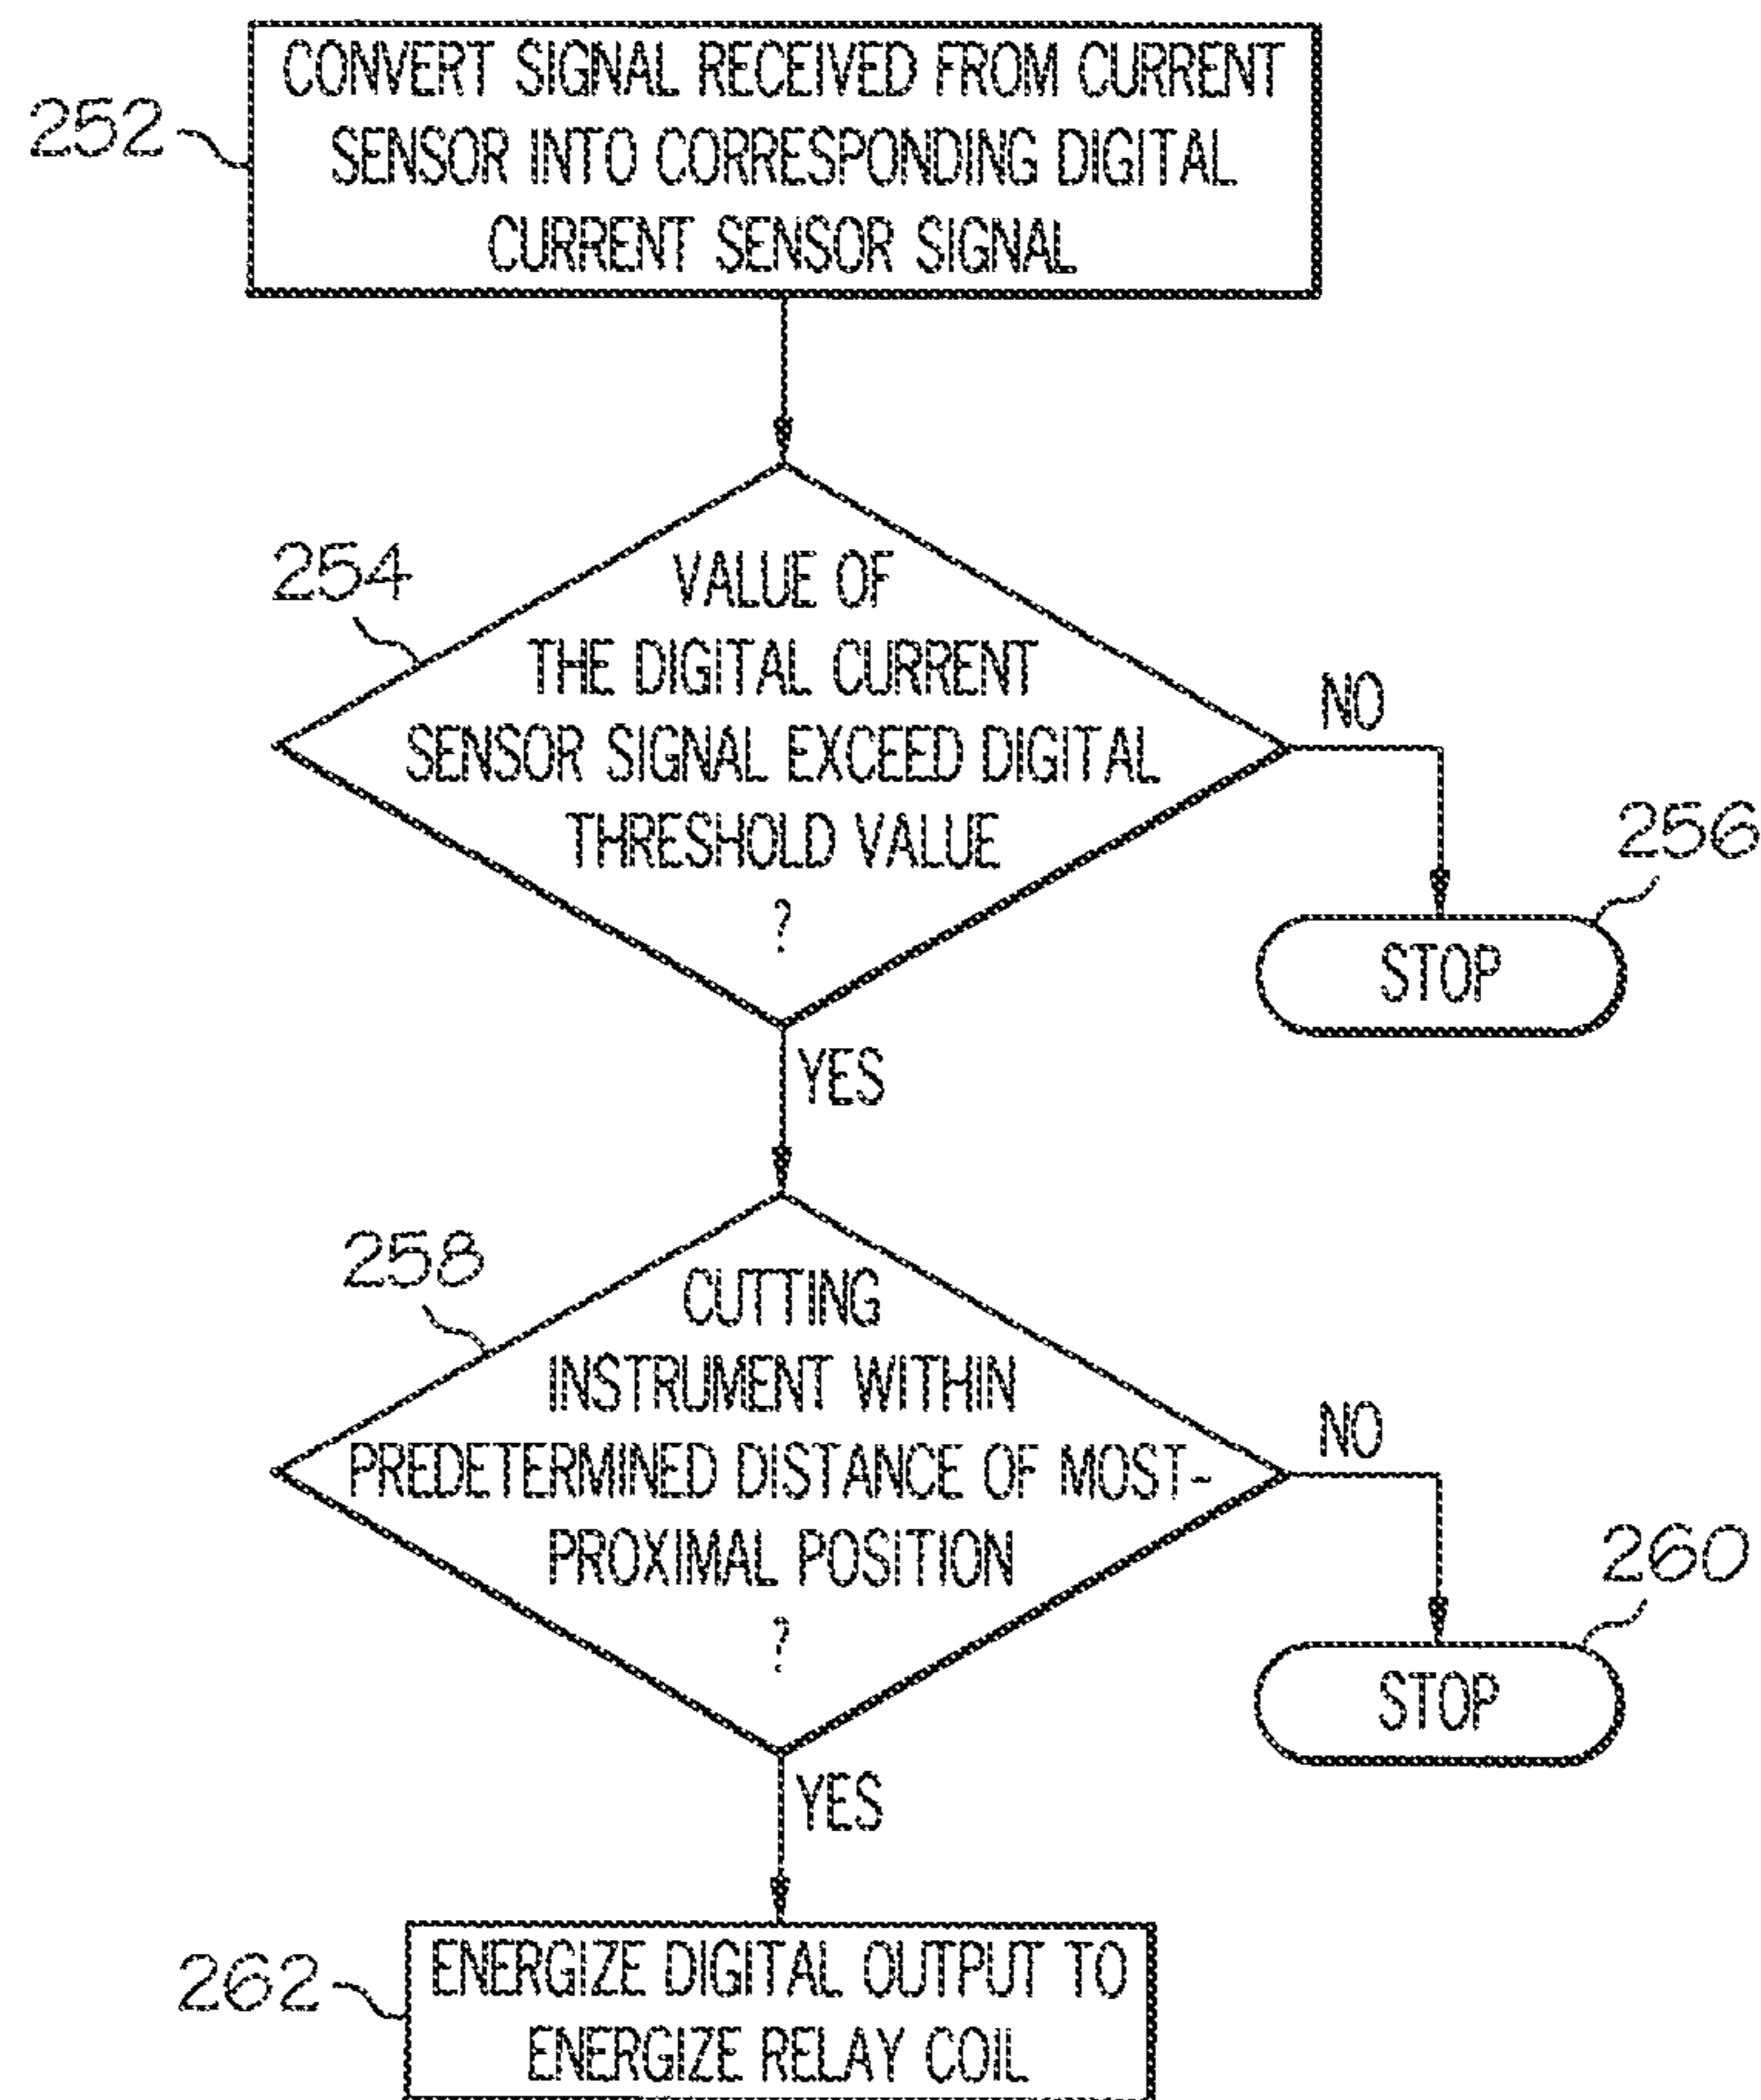 CONVERT SIGNAL RECEIVED FROM CURRENT
SENSOR INTO CORRESPONDING DIGITAL
CURRENT SENSOR SIGNAL
252
254
VALUE OF
THE DIGITAL CURRENT
SENSOR SIGNAL EXCEED DIGITAL
THRESHOLD VALUE
?
NO
256
STOP
YES
258
CUTTING
INSTRUMENT WITHIN
PREDETERMINED DISTANCE OF MOST-
PROXIMAL POSITION
?
NO
260
STOP
YES
262
ENERGIZE DIGITAL OUTPUT TO
ENERGIZE RELAY COIL